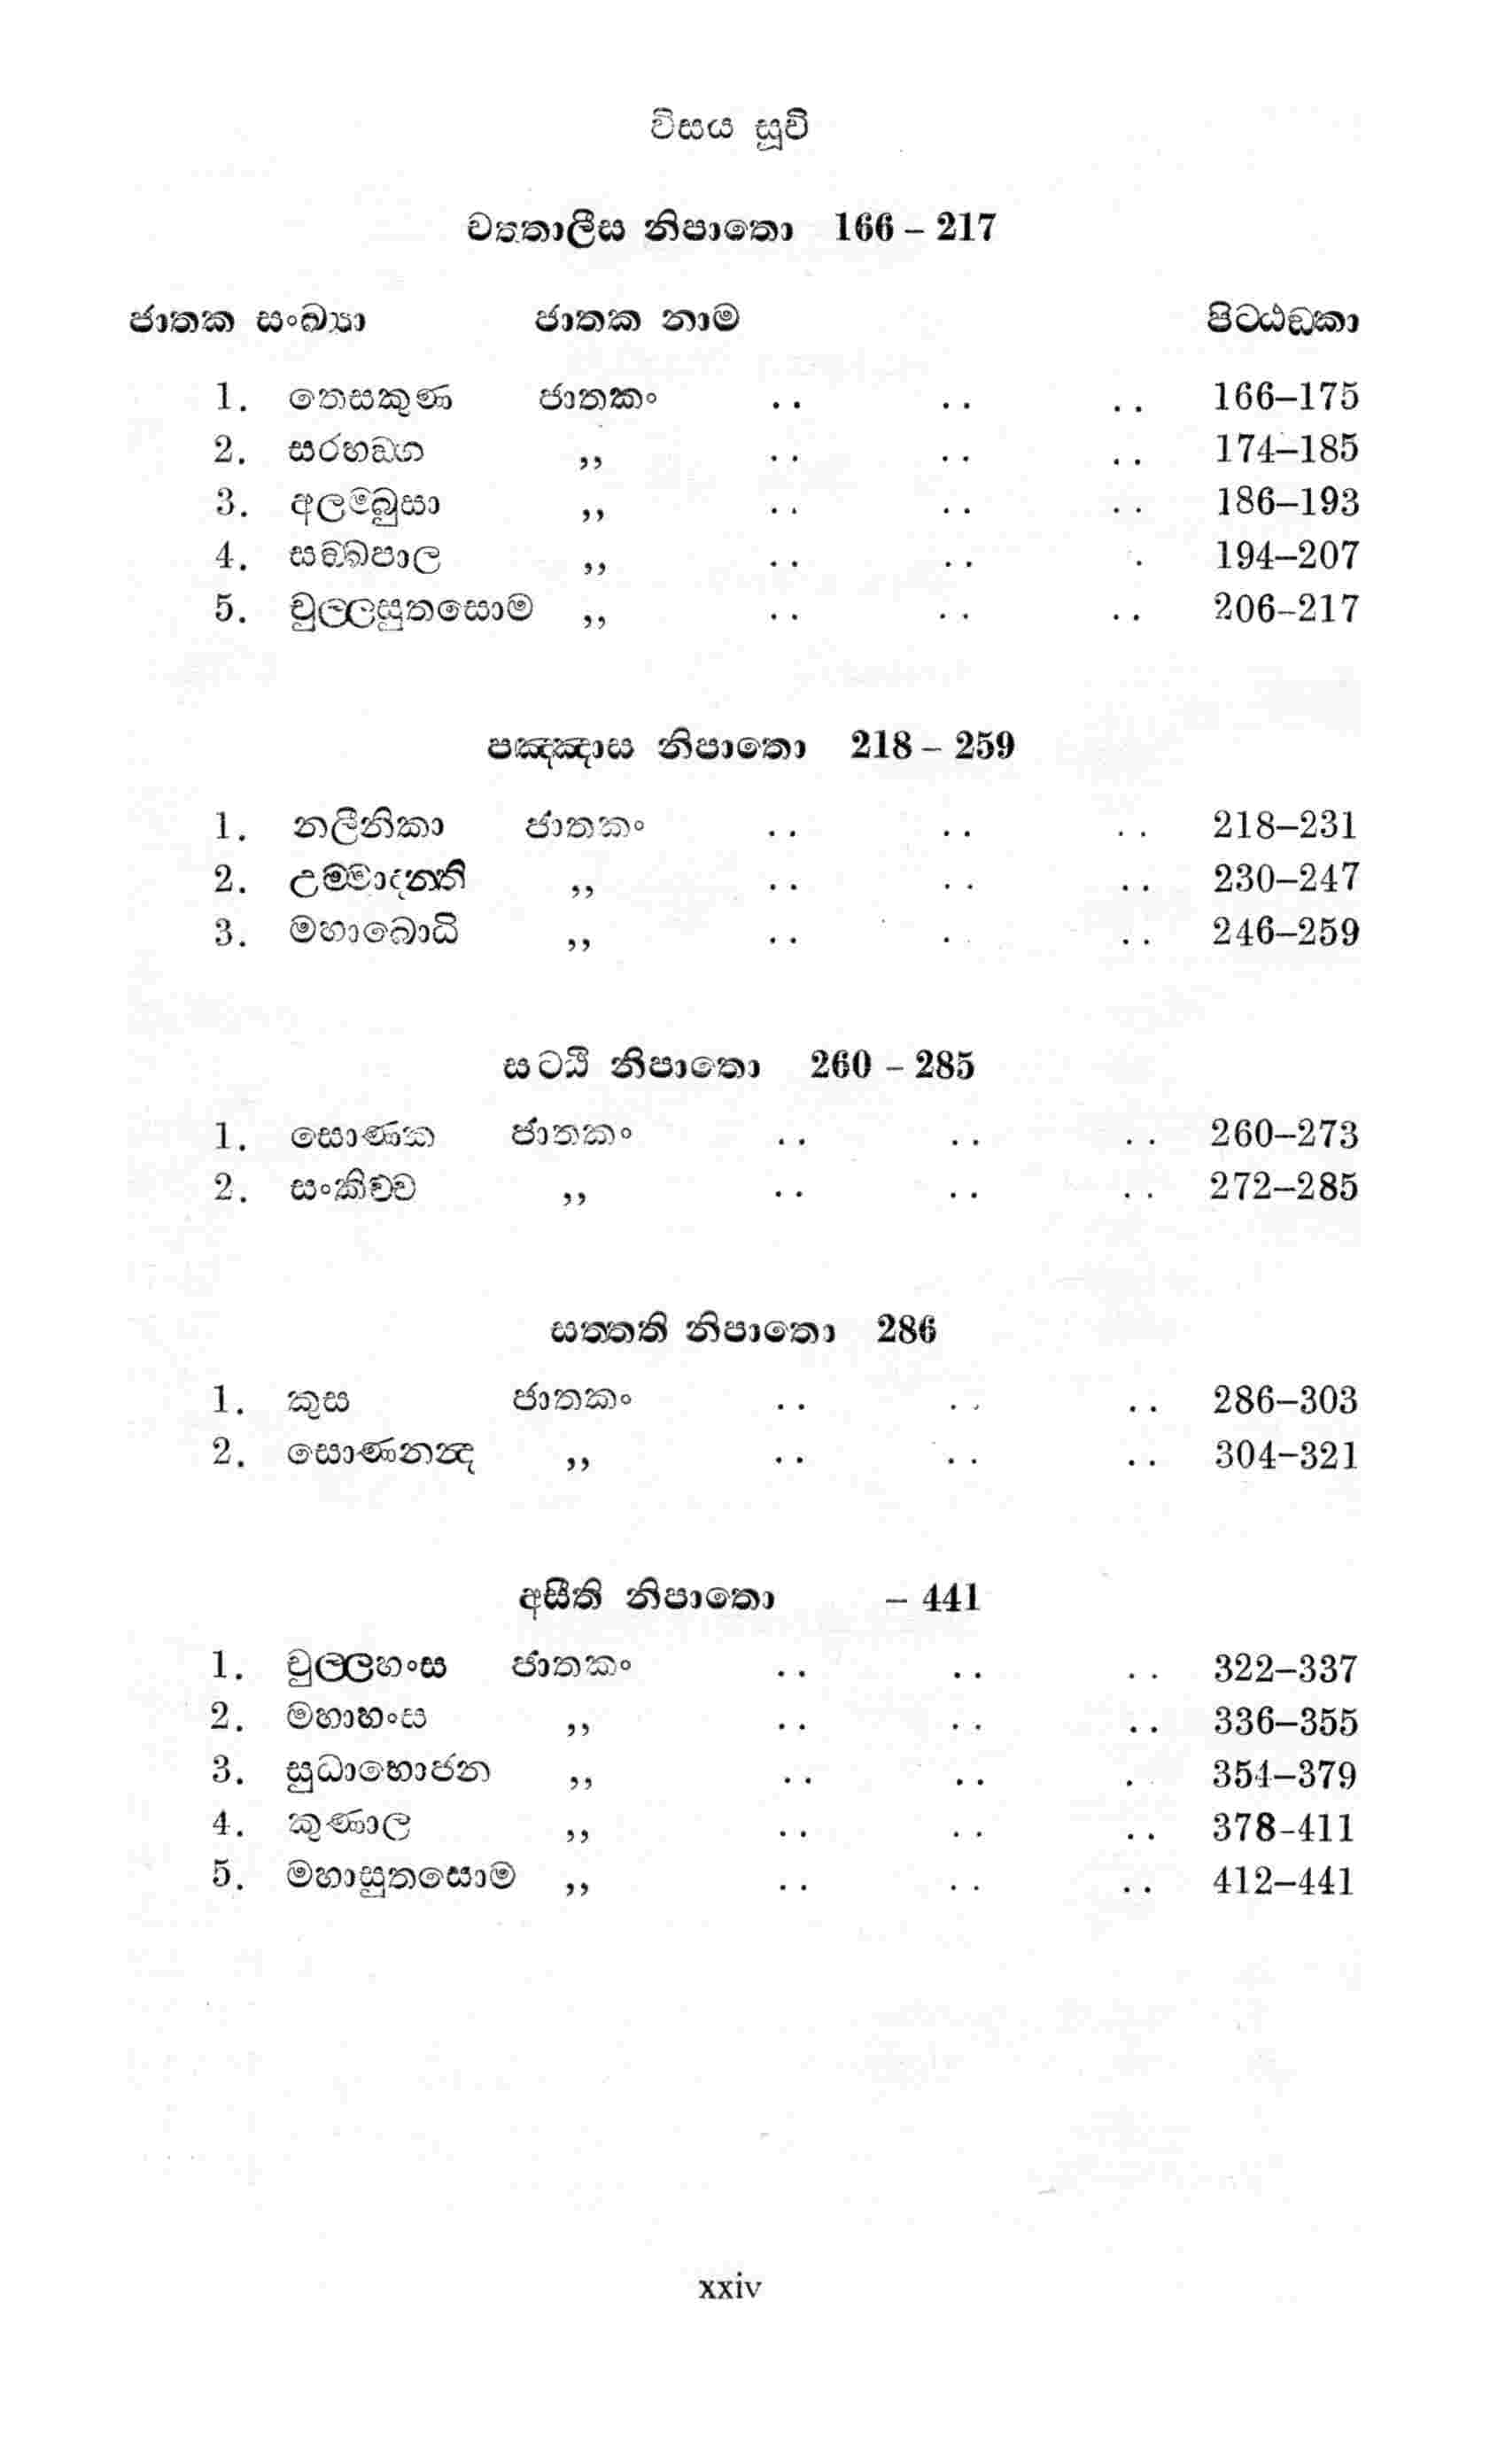 විසය සූචි
චත්තාලීස නිපාතො 166 – 217
ජාතක සංඛ්‍යා ජාතක නාම පිට්ඨඞ්කා
1. තෙසකුණ ජාතකං .. .. .. 166–175
2. සරභඞ්ග ,, .. .. .. 174–185
3. අලම්බුසා ,, .. .. .. 186–193
4. සඞ්ඛපාල ,, .. .. . 194–207
5. චුල්ලසුතසොම ,, .. .. .. 206–217
පඤ්ඤාස නිපාතො 218 – 259
1. නලිනිකා ජාතකං .. .. .. 218–231
2. උම්මාදන්ති ,, .. .. .. 230–247
3. මහාබොධි ,, .. . .. 246–259
සට්ඨි නිපාතො 260 – 285
1. සොණක ජාතකං .. .. .. 260–273
2. සංකිච්ච ,, .. .. .. 272–285
සත්තති නිපාතො 286
1. කුස ජාතකං .. .. .. 286–303
2. සොණනන්ද ,, .. .. .. 304–321
අසීති නිපාතො – 441
1. චුල්ලහංස ජාතකං .. .. .. 322–337
2. මහාහංස ,, .. .. .. 336–355
3. සුධාභොජන ,, .. .. . 354–379
4. කුණාල ,, .. .. .. 378–411
5. මහාසුතසොම ,, .. .. .. 412–441
xxiv